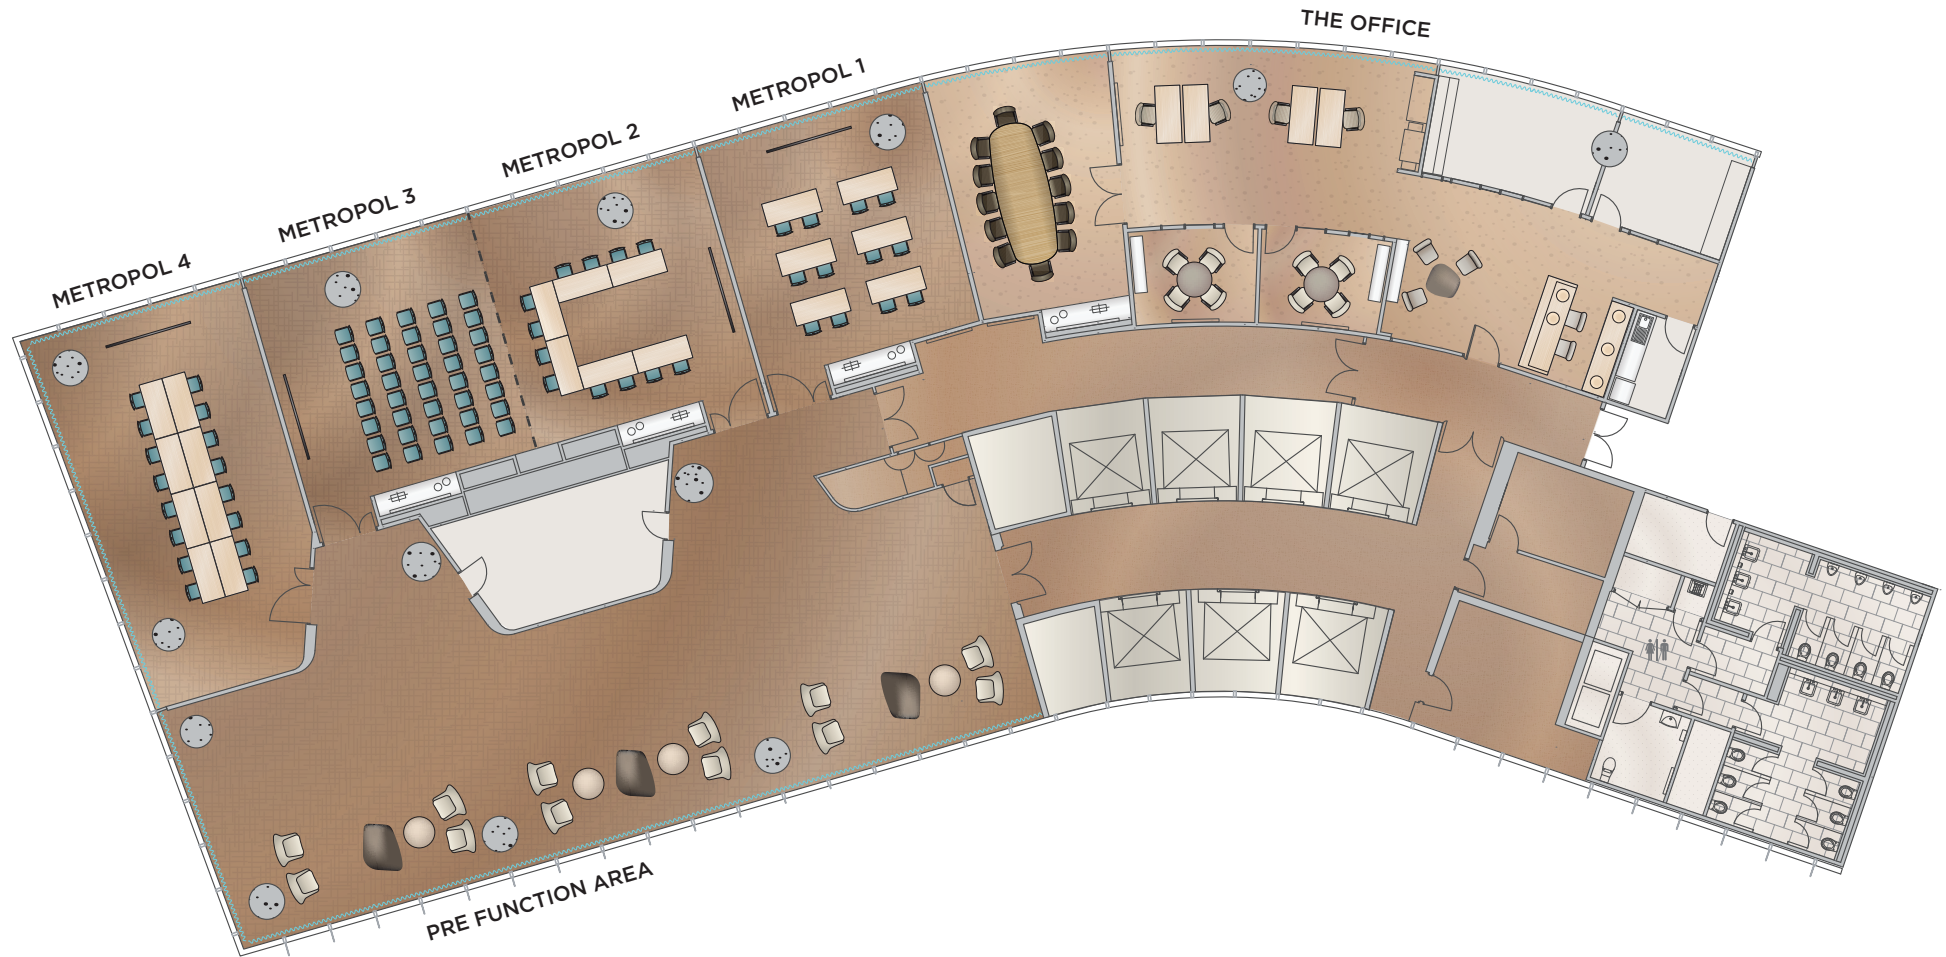 THE OFFICE
METROPOL 1
METROPOL 2
METROPOL 3
METROPOL 4
PRE FUNCTION AREA